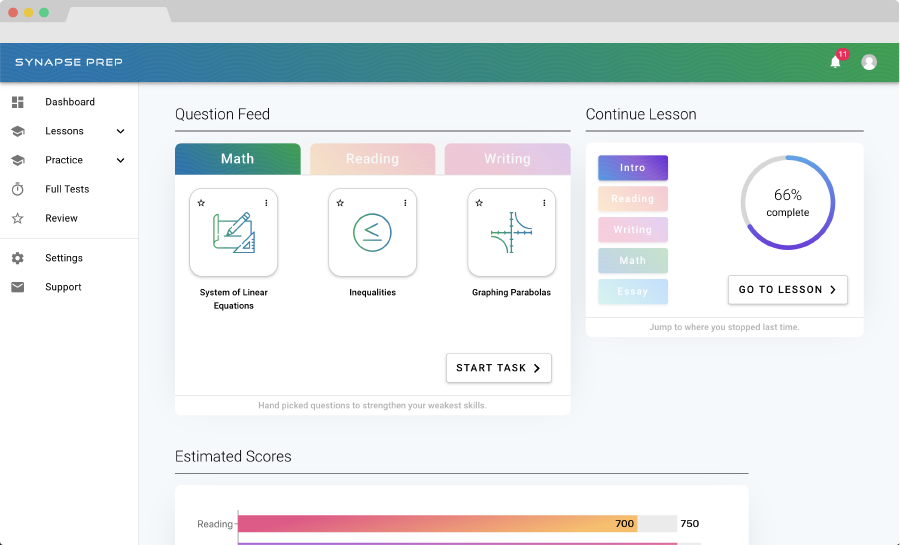 SYNAPSE PREP
11
Dashboard
Lessons
Practice
Full Tests
Review
Settings
Support
Question Feed
Math
Reading
Writing
System of Linear
Equations
Inequalities
Graphing Parabolas
START TASK
Hand picked questions to strengthen your weakest skills.
Continue Lesson
Intro
Reading
Writing
Math
Essay
66%
complete
GO TO LESSON
Jump to where you stopped last time.
Estimated Scores
Reading
700
750